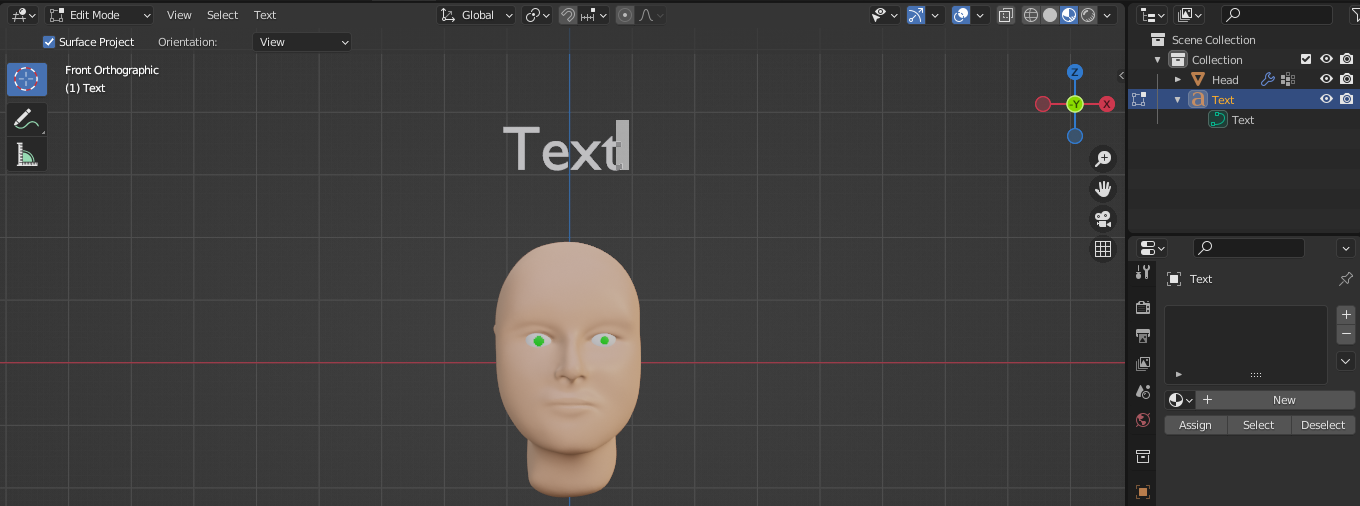 Edit Mode View Select Text Global
Surface Project Orientation: View
Front Orthographic
(1) Text
Text
Z
-Y
X
Scene Collection
Collection
Head
Text
Text
Text
New
Assign Select Deselect